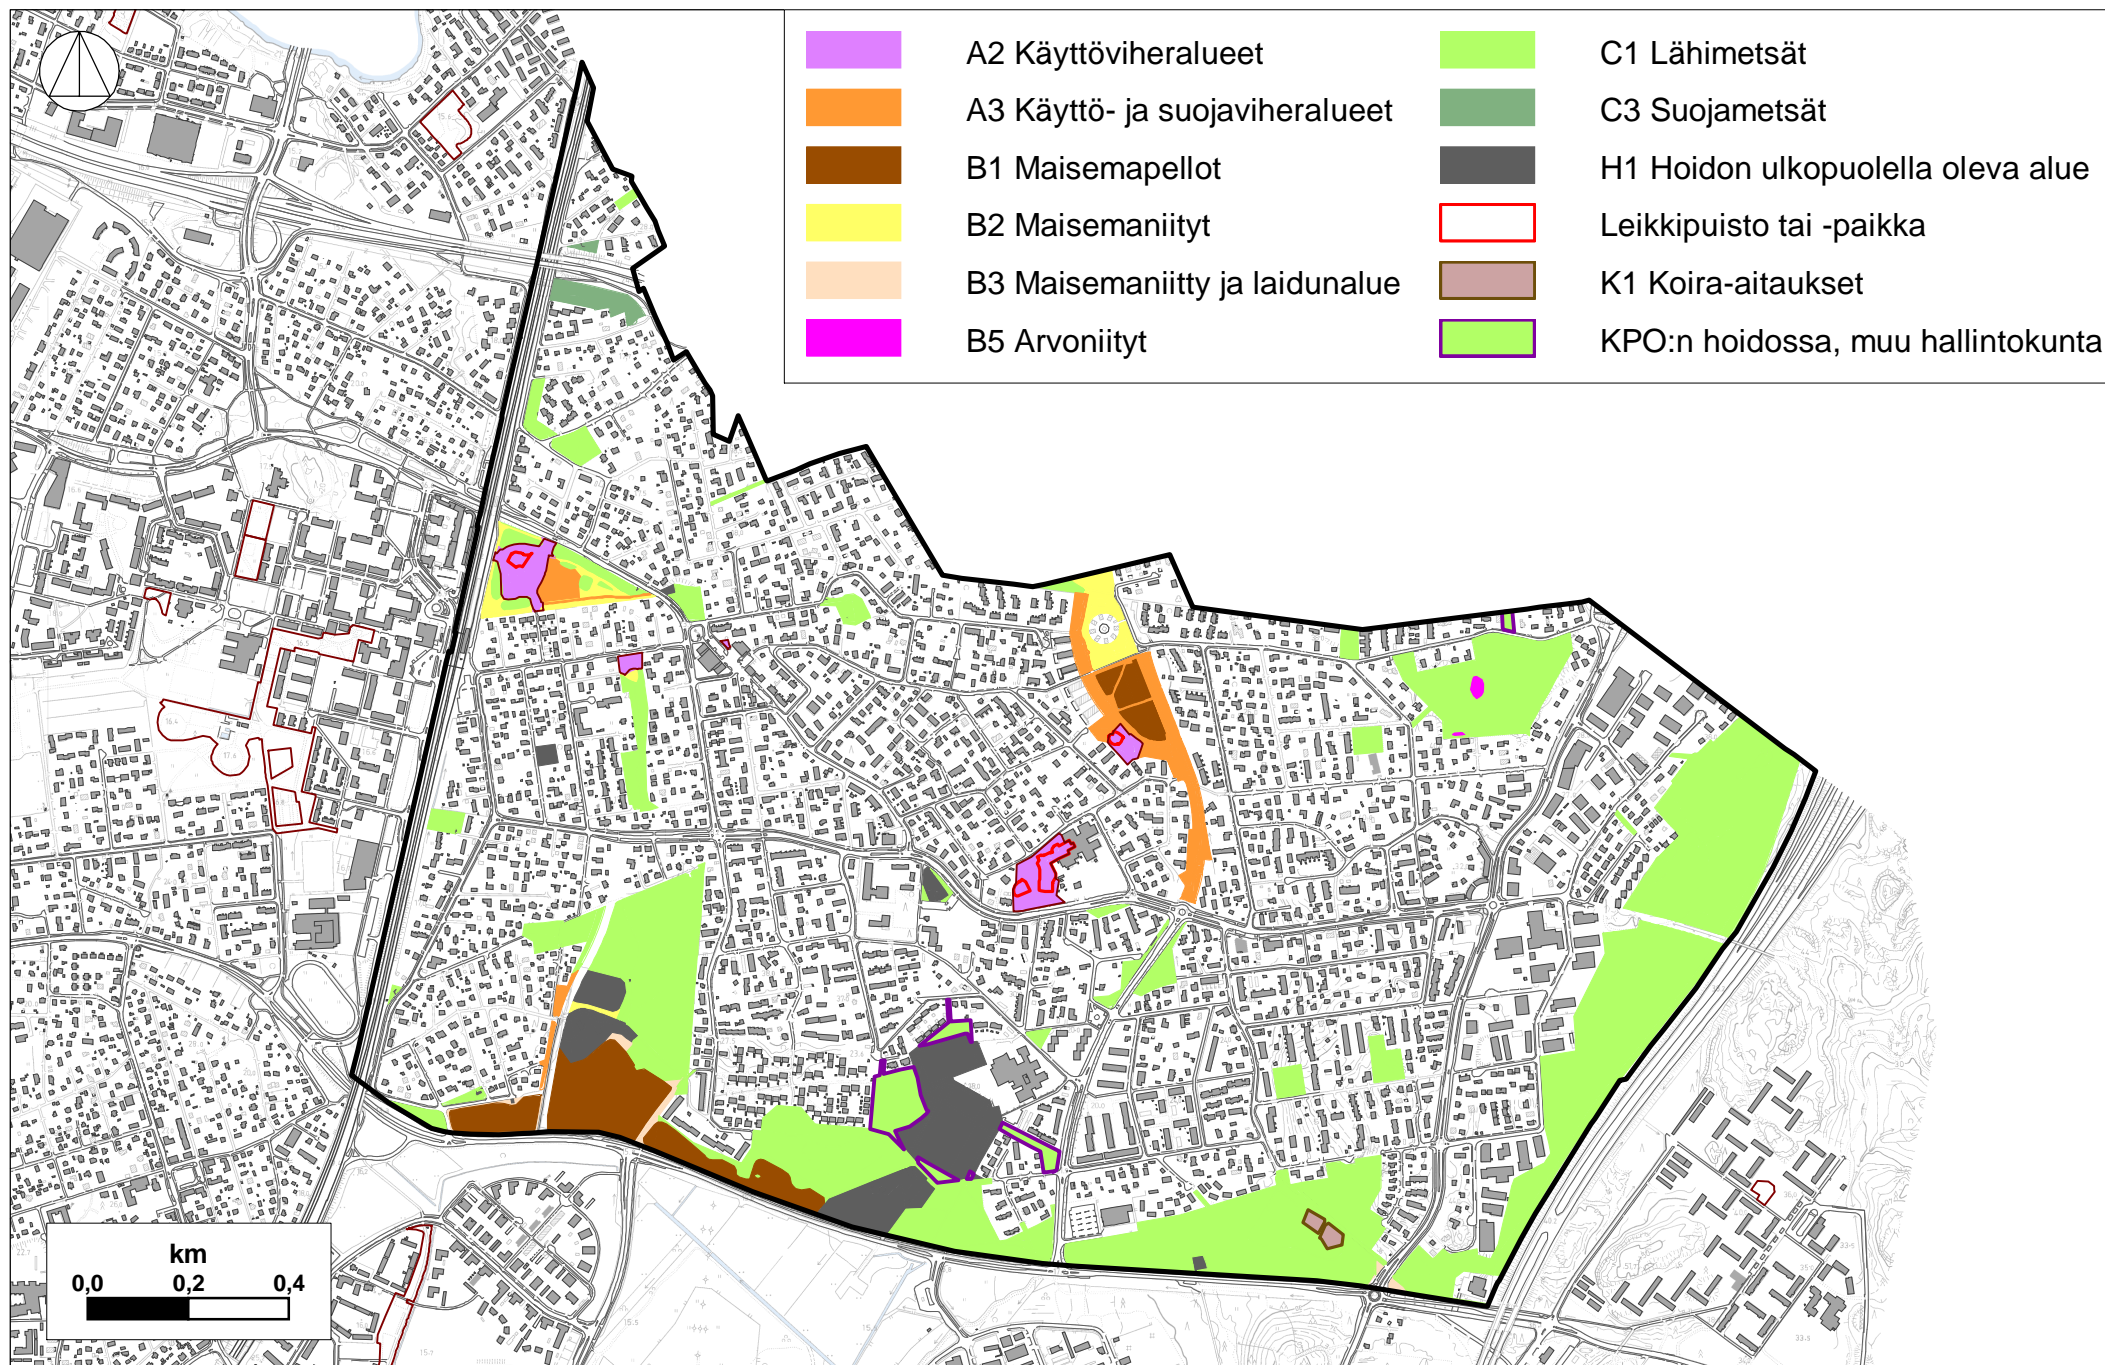 A2 Käyttöviheralueet
A3 Käyttö- ja suojaviheralueet
B1 Maisemapellot
B2 Maisemaniityt
B3 Maisemaniitty ja laidunalue
B5 Arvoniityt
C1 Lähimetsät
C3 Suojametsät
H1 Hoidon ulkopuolella oleva alue
Leikkipuisto tai -paikka
K1 Koira-aitaukset
KPO:n hoidossa, muu hallintokunta
km
0,0 0,2 0,4